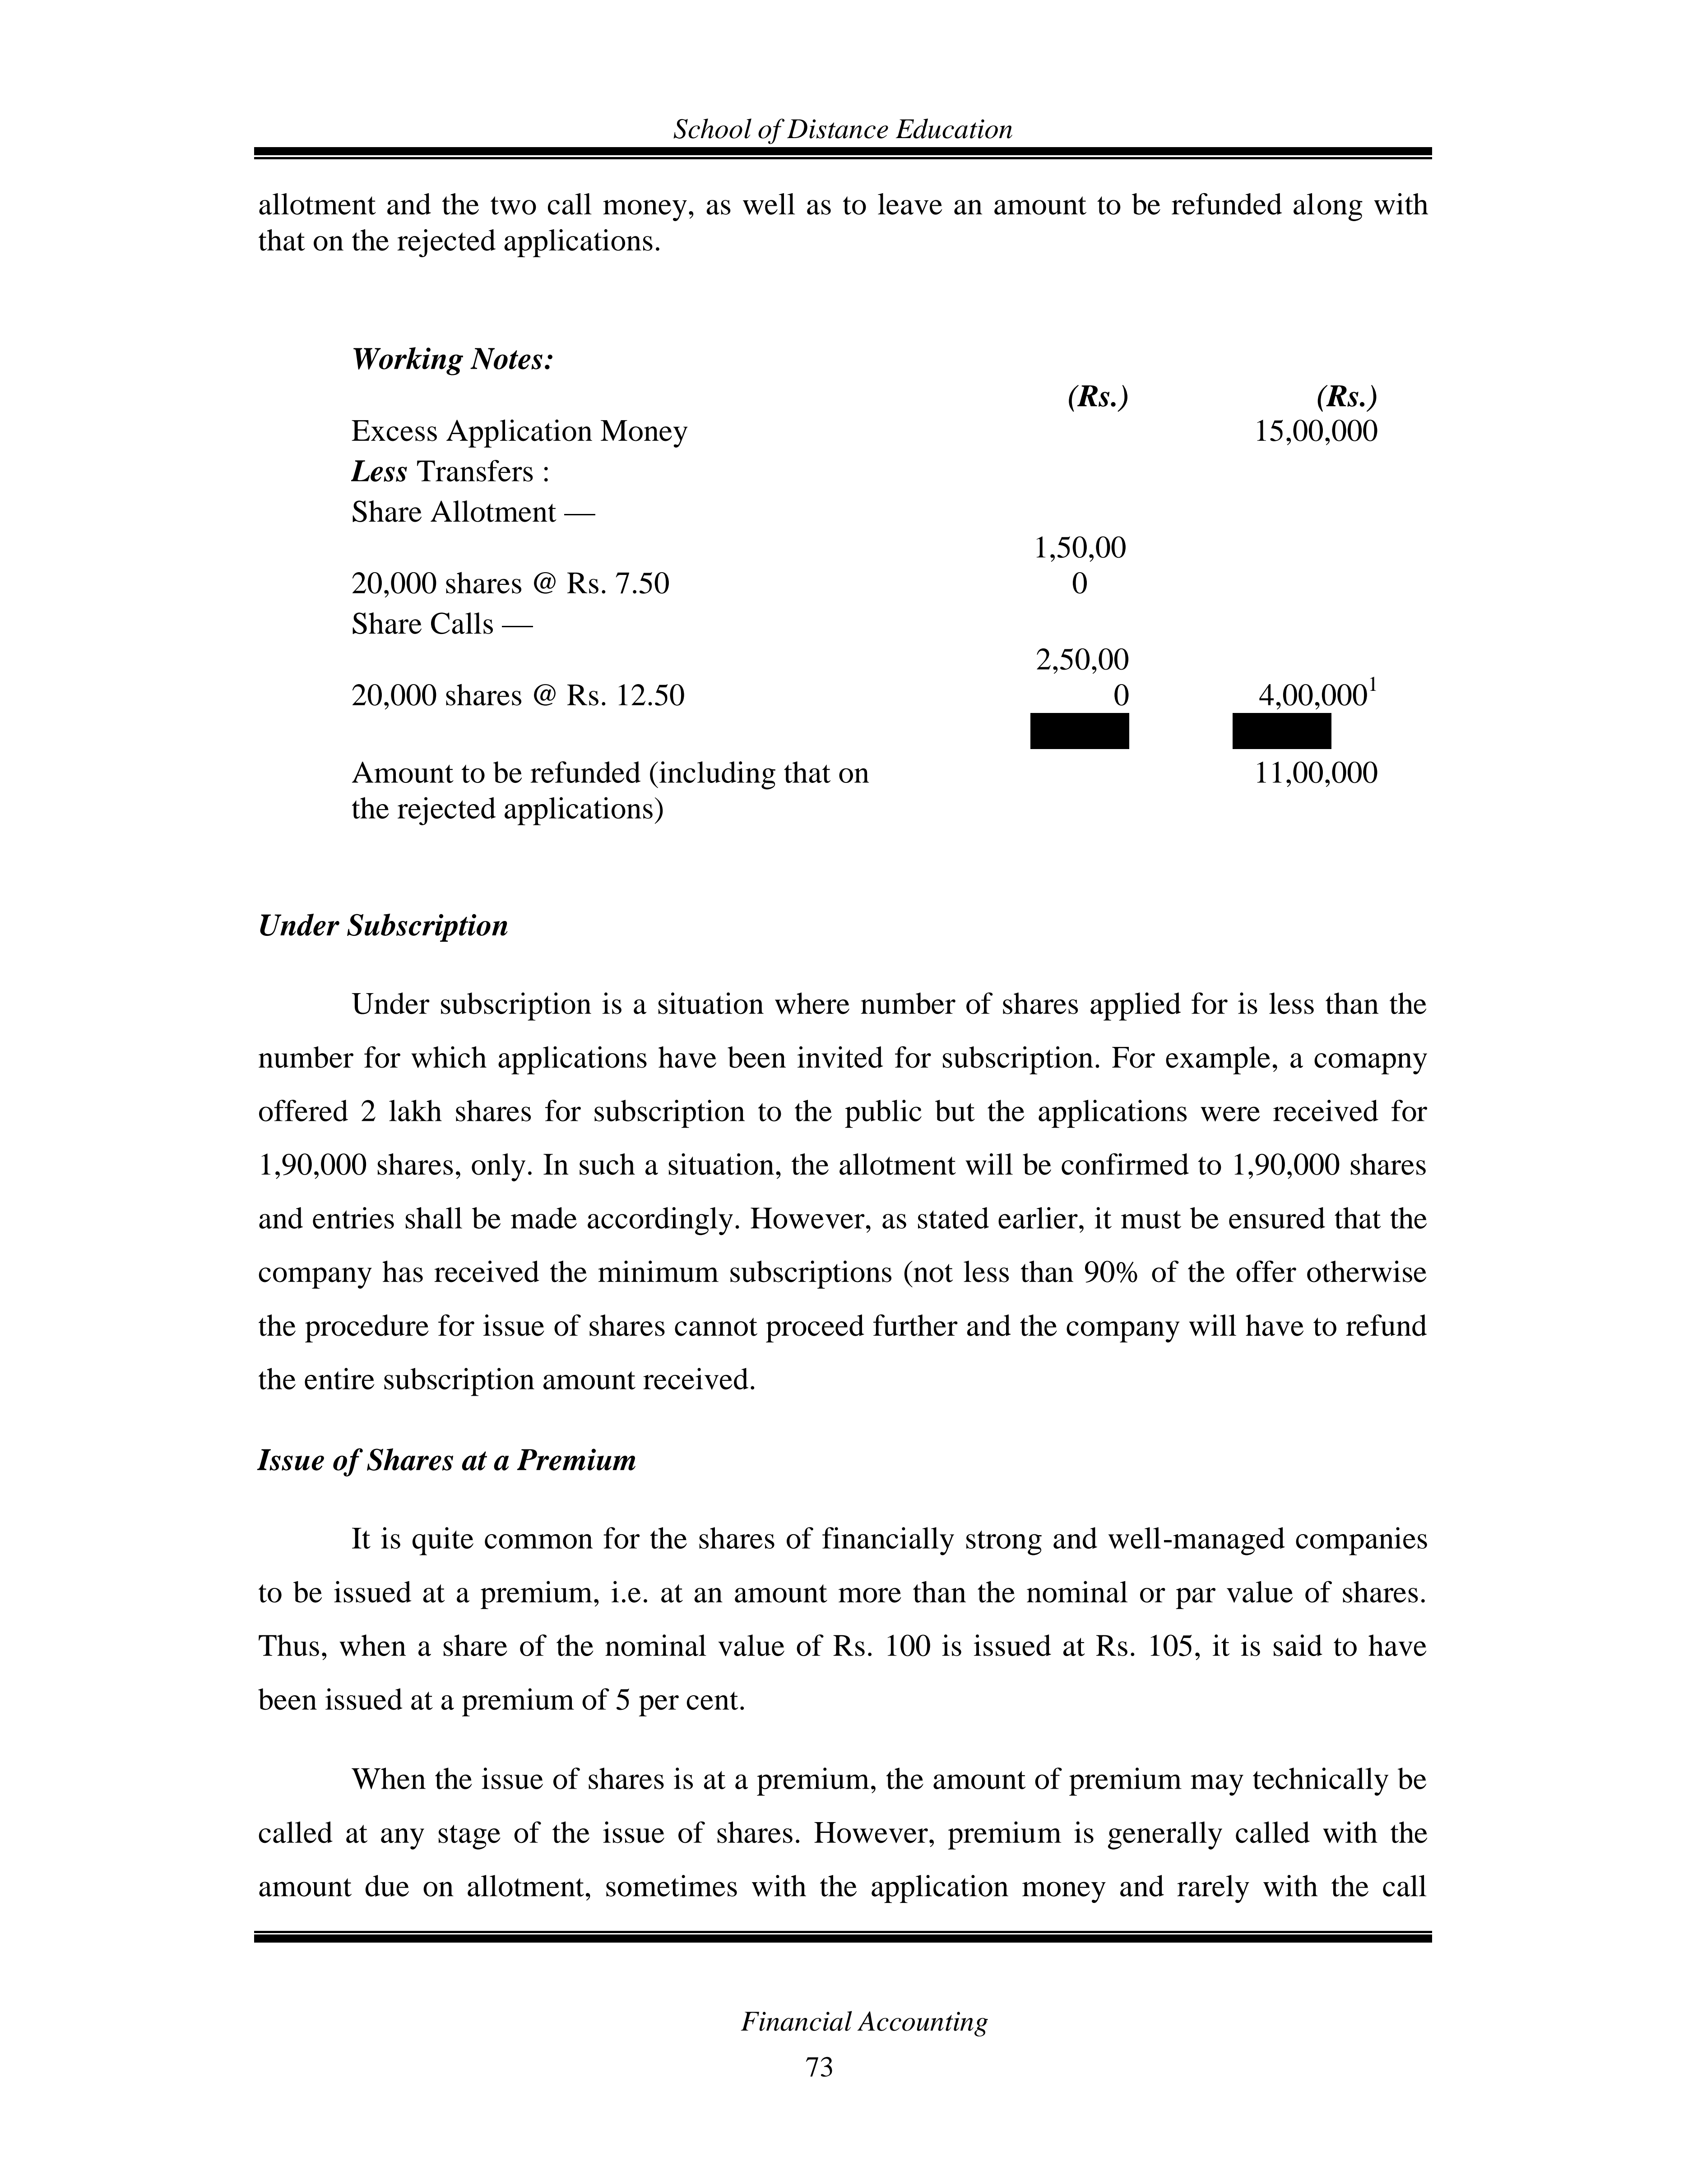 School of Distance Education
allotment and the two call money, as well as to leave an amount to be refunded along with
that on the rejected applications.
Working Notes:
(Rs.) (Rs.)
Excess Application Money 15,00,000
Less Transfers :
Share Allotment —
1,50,00
20,000 shares @ Rs. 7.50 0
Share Calls —
2,50,00
20,000 shares @ Rs. 12.50 0 4,00,000¹
Amount to be refunded (including that on 11,00,000
the rejected applications)
Under Subscription
Under subscription is a situation where number of shares applied for is less than the
number for which applications have been invited for subscription. For example, a comapny
offered 2 lakh shares for subscription to the public but the applications were received for
1,90,000 shares, only. In such a situation, the allotment will be confirmed to 1,90,000 shares
and entries shall be made accordingly. However, as stated earlier, it must be ensured that the
company has received the minimum subscriptions (not less than 90% of the offer otherwise
the procedure for issue of shares cannot proceed further and the company will have to refund
the entire subscription amount received.
Issue of Shares at a Premium
It is quite common for the shares of financially strong and well-managed companies
to be issued at a premium, i.e. at an amount more than the nominal or par value of shares.
Thus, when a share of the nominal value of Rs. 100 is issued at Rs. 105, it is said to have
been issued at a premium of 5 per cent.
When the issue of shares is at a premium, the amount of premium may technically be
called at any stage of the issue of shares. However, premium is generally called with the
amount due on allotment, sometimes with the application money and rarely with the call
Financial Accounting
73